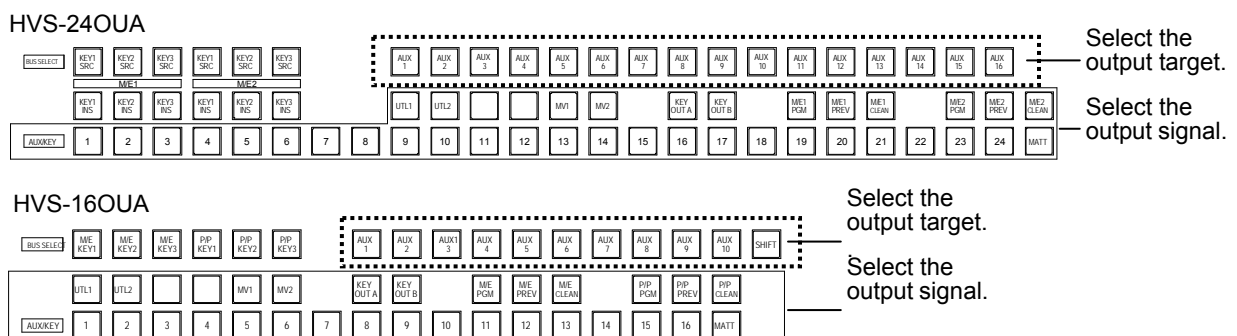 HVS-24OUA
BUS SELECT KEY1 SRC KEY2 SRC KEY3 SRC KEY1 SRC KEY2 SRC KEY3 SRC AUX 1 AUX 2 AUX 3 AUX 4 AUX 5 AUX 6 AUX 7 AUX 8 AUX 9 AUX 10 AUX 11 AUX 12 AUX 13 AUX 14 AUX 15 AUX 16
Select the
output target.
M/E1 M/E2
KEY1 INS KEY2 INS KEY3 INS KEY1 INS KEY2 INS KEY3 INS UTL1 UTL2 MV1 MV2 KEY OUT A KEY OUT B M/E1 PGM M/E1 PREV M/E1 CLEAN M/E2 PGM M/E2 PREV M/E2 CLEAN
Select the
output signal.
AUX/KEY 1 2 3 4 5 6 7 8 9 10 11 12 13 14 15 16 17 18 19 20 21 22 23 24 MATT
HVS-16OUA
BUS SELECT M/E KEY1 M/E KEY2 M/E KEY3 P/P KEY1 P/P KEY2 P/P KEY3 AUX 1 AUX 2 AUX1 3 AUX 4 AUX 5 AUX 6 AUX 7 AUX 8 AUX 9 AUX 10 SHIFT
Select the
output target.
.
UTL1 UTL2 MV1 MV2 KEY OUT A KEY OUT B M/E PGM M/E PREV M/E CLEAN P/P PGM P/P PREV P/P CLEAN
Select the
output signal.
AUX/KEY 1 2 3 4 5 6 7 8 9 10 11 12 13 14 15 16 MATT